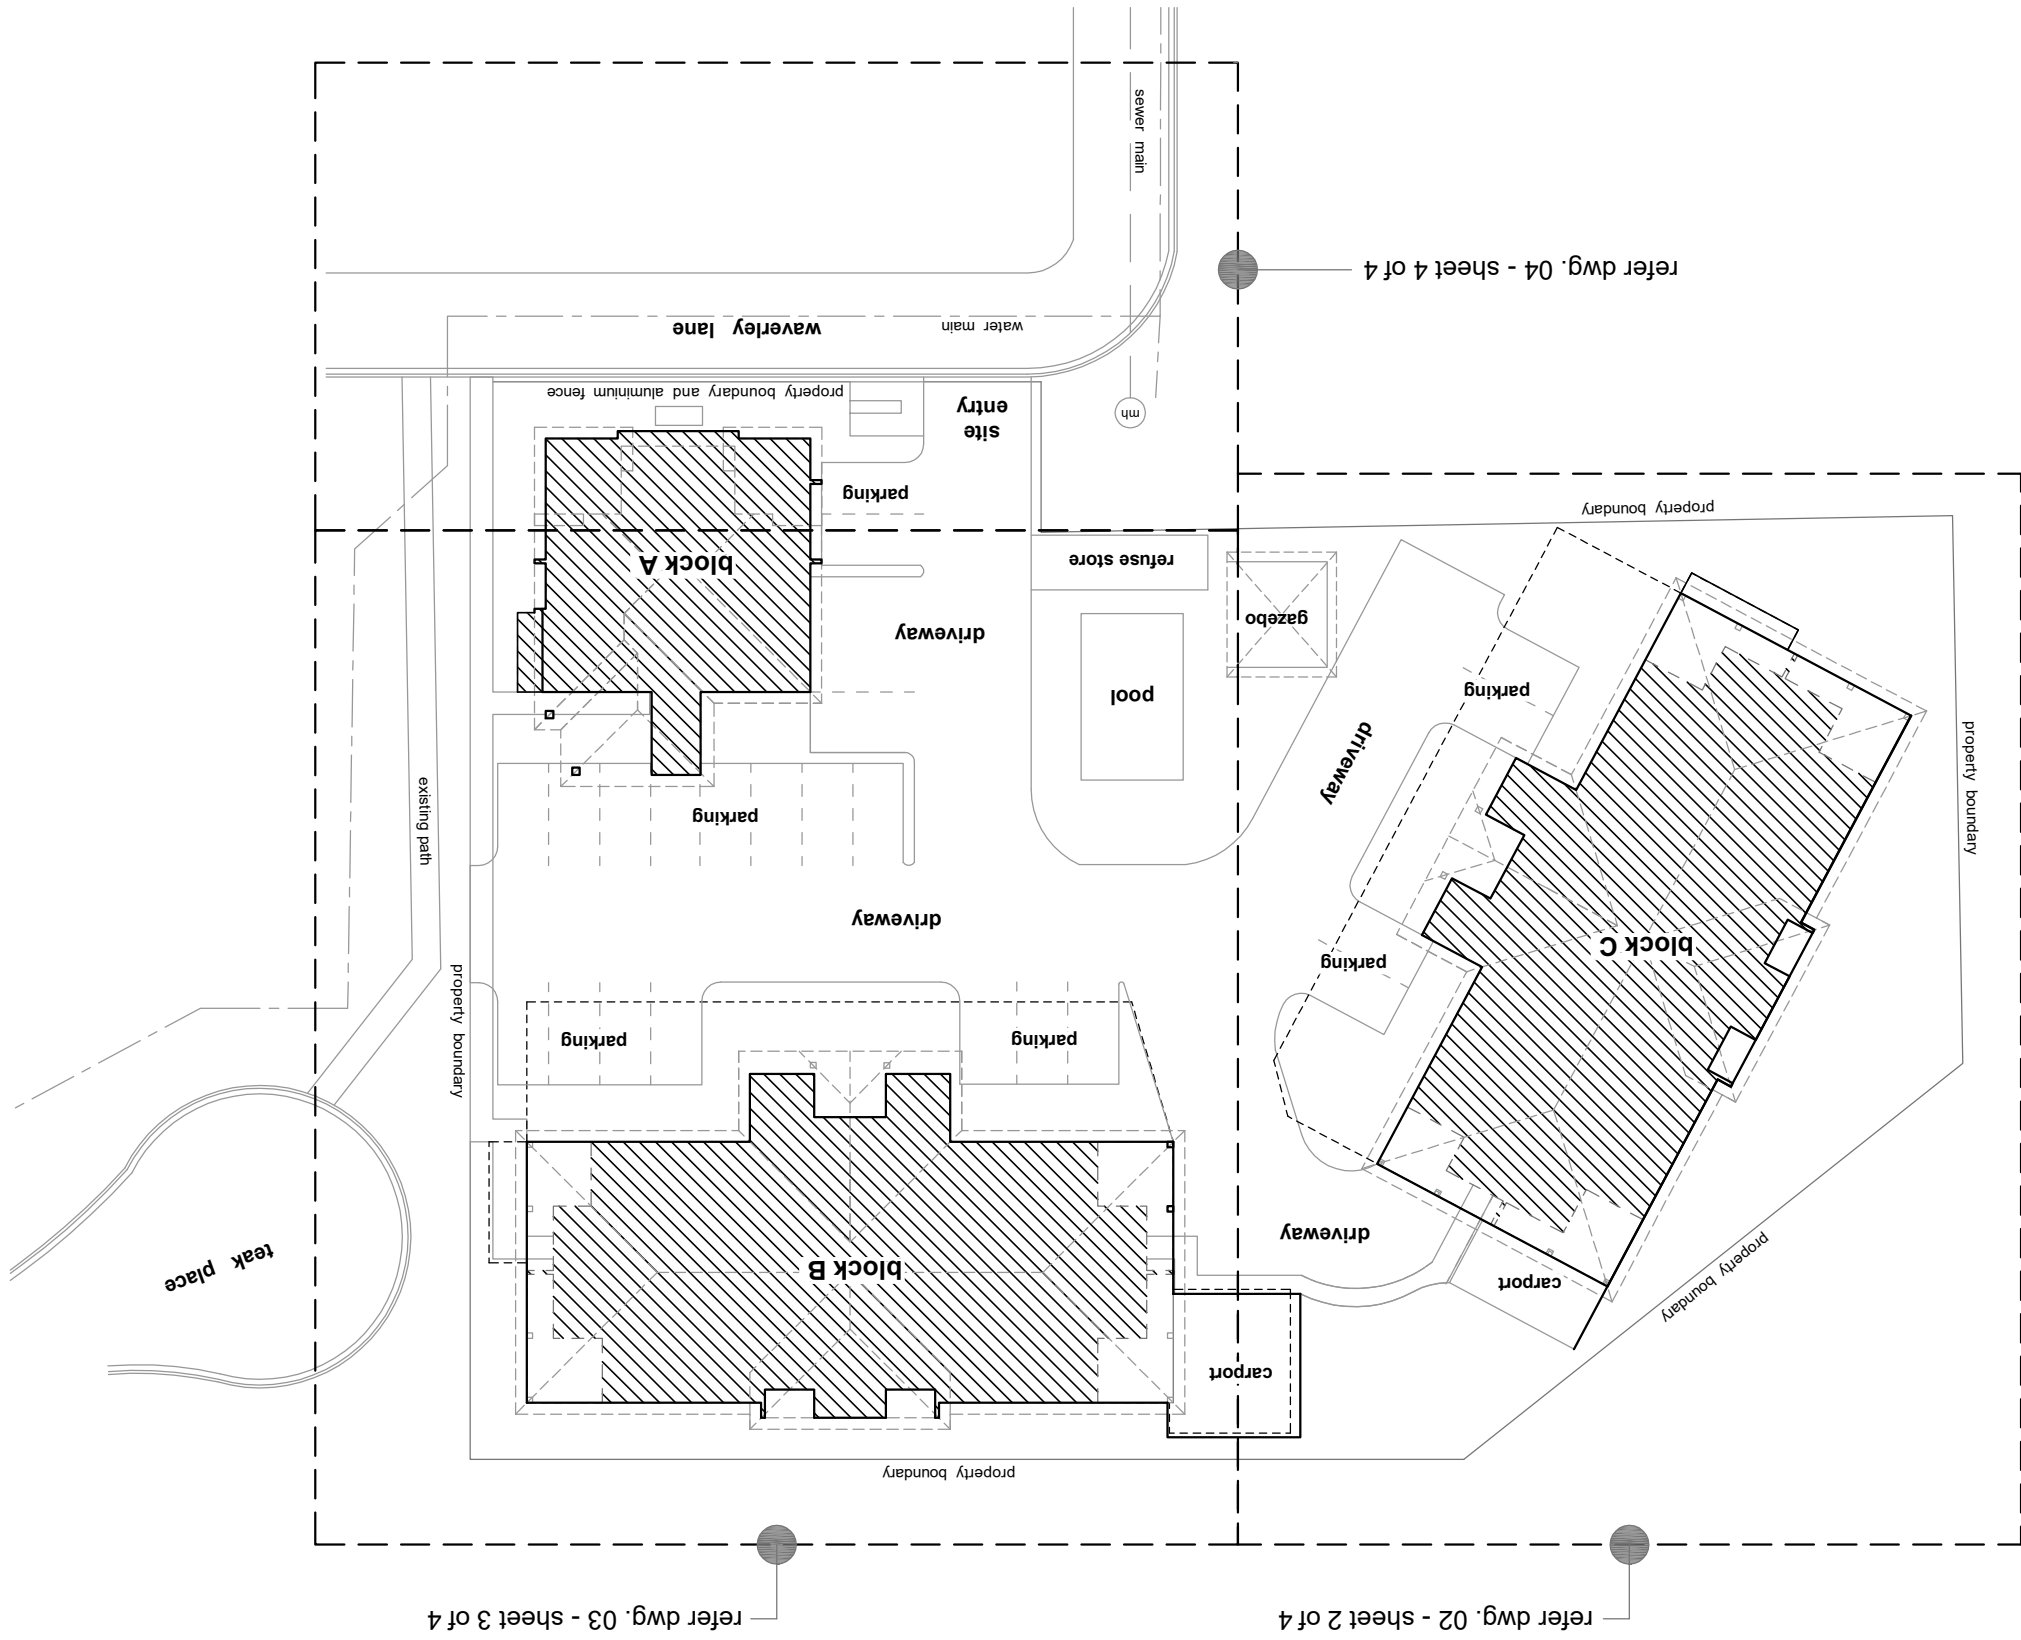 refer dwg. 02 - sheet 2 of 4
refer dwg. 03 - sheet 3 of 4
property boundary
carport
carport
property boundary
block B
teak place
driveway
parking
parking
property boundary
parking
block C
driveway
existing path
parking
property boundary
driveway
parking
pool
driveway
gazebo
refuse store
block A
property boundary
parking
site
entry
mh
property boundary and aluminium fence
water main
waverley lane
refer dwg. 04 - sheet 4 of 4
sewer main